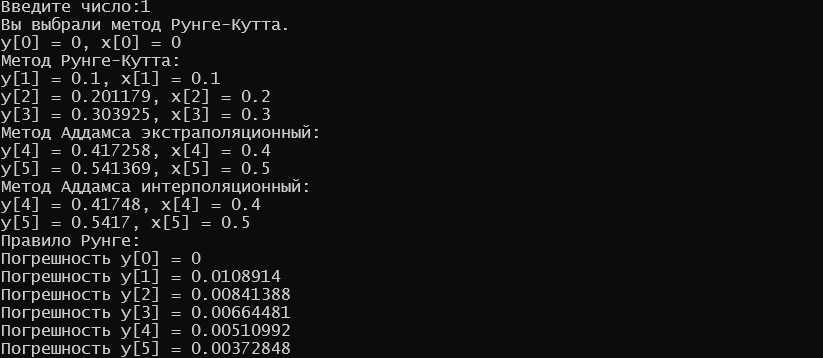 Введите число:1
Вы выбрали метод Рунге-Кутта.
y[0] = 0, x[0] = 0
Метод Рунге-Кутта:
y[1] = 0.1, x[1] = 0.1
y[2] = 0.201179, x[2] = 0.2
y[3] = 0.303925, x[3] = 0.3
Метод Аддамса экстраполяционный:
y[4] = 0.417258, x[4] = 0.4
y[5] = 0.541369, x[5] = 0.5
Метод Аддамса интерполяционный:
y[4] = 0.41748, x[4] = 0.4
y[5] = 0.5417, x[5] = 0.5
Правило Рунге:
Погрешность y[0] = 0
Погрешность y[1] = 0.0108914
Погрешность y[2] = 0.00841388
Погрешность y[3] = 0.00664481
Погрешность y[4] = 0.00510992
Погрешность y[5] = 0.00372848